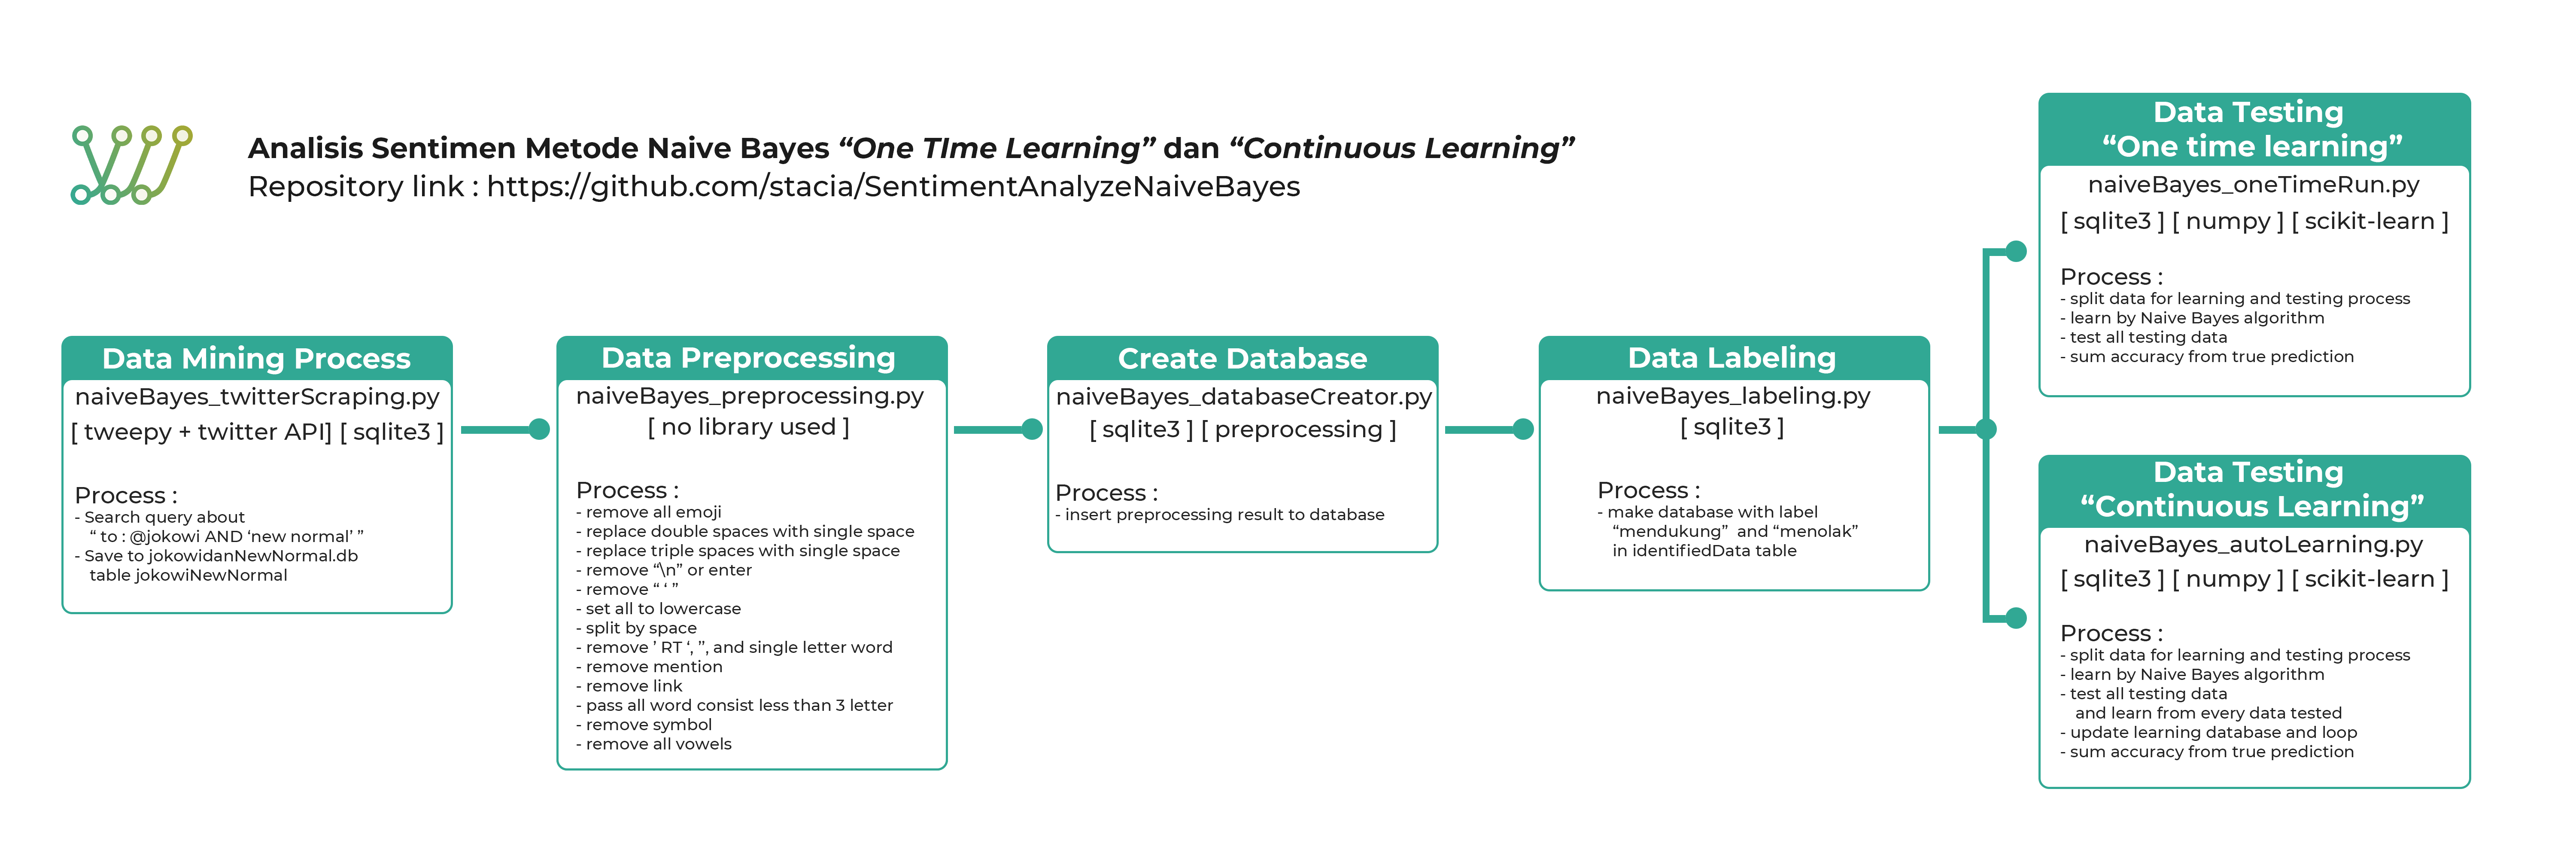 Analisis Sentimen Metode Naive Bayes “One TIme Learning” dan “Continuous Learning”
Repository link : https://github.com/stacia/SentimentAnalyzeNaiveBayes
Data Mining Process
naiveBayes_twitterScraping.py
[ tweepy + twitter API] [ sqlite3 ]
Process :
- Search query about
“ to : @jokowi AND ‘new normal’ ”
- Save to jokowidanNewNormal.db
table jokowiNewNormal
Data Preprocessing
naiveBayes_preprocessing.py
[ no library used ]
Process :
- remove all emoji
- replace double spaces with single space
- replace triple spaces with single space
- remove “\n” or enter
- remove “ ‘ ”
- set all to lowercase
- split by space
- remove ’ RT ‘, ”, and single letter word
- remove mention
- remove link
- pass all word consist less than 3 letter
- remove symbol
- remove all vowels
Create Database
naiveBayes_databaseCreator.py
[ sqlite3 ] [ preprocessing ]
Process :
- insert preprocessing result to database
Data Labeling
naiveBayes_labeling.py
[ sqlite3 ]
Process :
- make database with label
“mendukung”  and “menolak”
in identifiedData table
Data Testing
“One time learning”
naiveBayes_oneTimeRun.py
[ sqlite3 ] [ numpy ] [ scikit-learn ]
Process :
- split data for learning and testing process
- learn by Naive Bayes algorithm
- test all testing data
- sum accuracy from true prediction
Data Testing
“Continuous Learning”
naiveBayes_autoLearning.py
[ sqlite3 ] [ numpy ] [ scikit-learn ]
Process :
- split data for learning and testing process
- learn by Naive Bayes algorithm
- test all testing data
and learn from every data tested
- update learning database and loop
- sum accuracy from true prediction